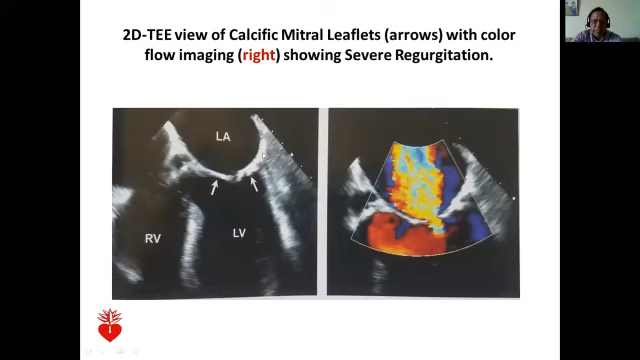 2D-TEE view of Calcific Mitral Leaflets (arrows) with color
flow imaging (right) showing Severe Regurgitation.
LA
RV
LV